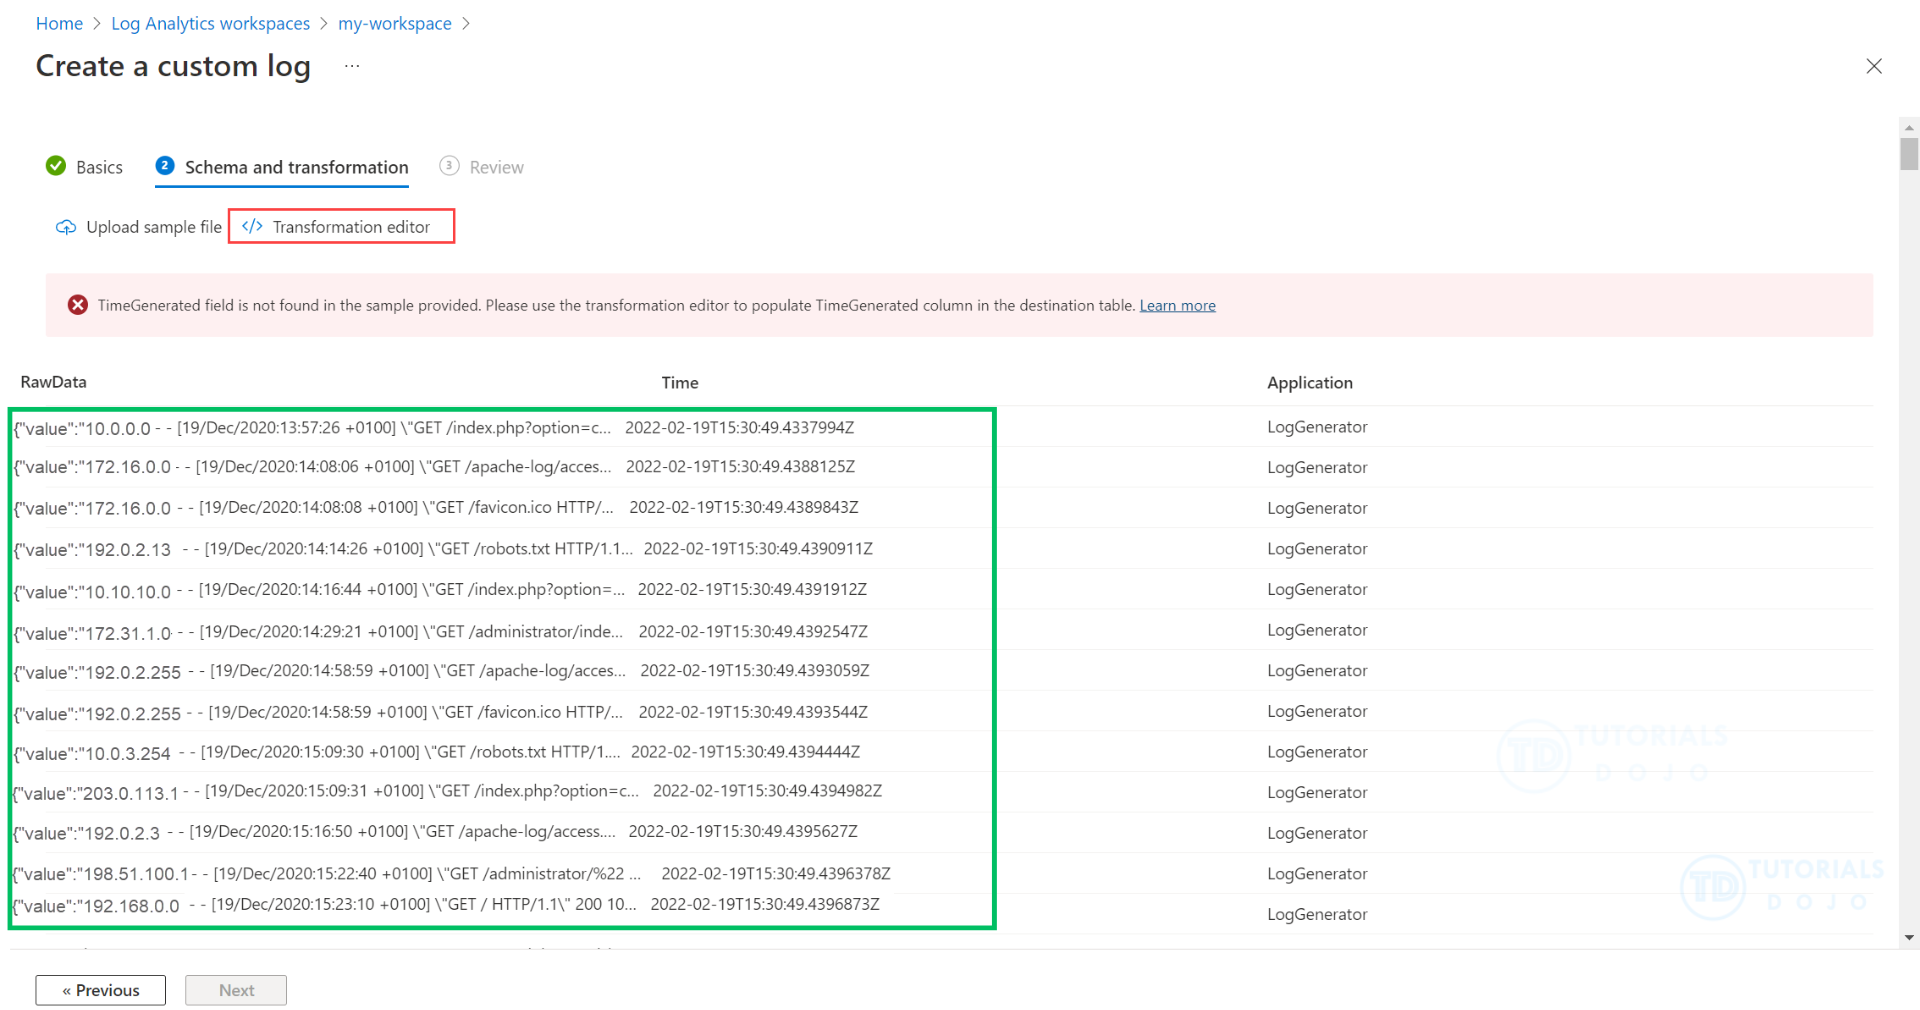 Home > Log Analytics workspaces > my-workspace >
Create a custom log ...
Basics 2 Schema and transformation 3 Review
Upload sample file </> Transformation editor
TimeGenerated field is not found in the sample provided. Please use the transformation editor to populate TimeGenerated column in the destination table. Learn more
RawData Time Application
{"value":"10.0.0.0 - - [19/Dec/2020:13:57:26 +0100] \"GET /index.php?option=c... 2022-02-19T15:30:49.4337994Z LogGenerator
{"value":"172.16.0.0 - - [19/Dec/2020:14:08:06 +0100] \"GET /apache-log/acces... 2022-02-19T15:30:49.4388125Z LogGenerator
{"value":"172.16.0.0 - - [19/Dec/2020:14:08:08 +0100] \"GET /favicon.ico HTTP/... 2022-02-19T15:30:49.4389843Z LogGenerator
{"value":"192.0.2.13 - - [19/Dec/2020:14:14:26 +0100] \"GET /robots.txt HTTP/1.1... 2022-02-19T15:30:49.4390911Z LogGenerator
{"value":"10.10.10.0 - - [19/Dec/2020:14:16:44 +0100] \"GET /index.php?option=... 2022-02-19T15:30:49.4391912Z LogGenerator
{"value":"172.31.1.0 - - [19/Dec/2020:14:29:21 +0100] \"GET /administrator/inde... 2022-02-19T15:30:49.4392547Z LogGenerator
{"value":"192.0.2.255 - - [19/Dec/2020:14:58:59 +0100] \"GET /apache-log/acces... 2022-02-19T15:30:49.4393059Z LogGenerator
{"value":"192.0.2.255 - - [19/Dec/2020:14:58:59 +0100] \"GET /favicon.ico HTTP/... 2022-02-19T15:30:49.4393544Z LogGenerator
{"value":"10.0.3.254 - - [19/Dec/2020:15:09:30 +0100] \"GET /robots.txt HTTP/1.... 2022-02-19T15:30:49.4394444Z LogGenerator
{"value":"203.0.113.1 - - [19/Dec/2020:15:09:31 +0100] \"GET /index.php?option=c... 2022-02-19T15:30:49.4394982Z LogGenerator
{"value":"192.0.2.3 - - [19/Dec/2020:15:16:50 +0100] \"GET /apache-log/access.... 2022-02-19T15:30:49.4395627Z LogGenerator
{"value":"198.51.100.1 - - [19/Dec/2020:15:22:40 +0100] \"GET /administrator/%22 ... 2022-02-19T15:30:49.4396378Z LogGenerator
{"value":"192.168.0.0 - - [19/Dec/2020:15:23:10 +0100] \"GET / HTTP/1.1\" 200 10... 2022-02-19T15:30:49.4396873Z LogGenerator
TD TUTORIALS
DOJO
TD TUTORIALS
DOJO
« Previous Next